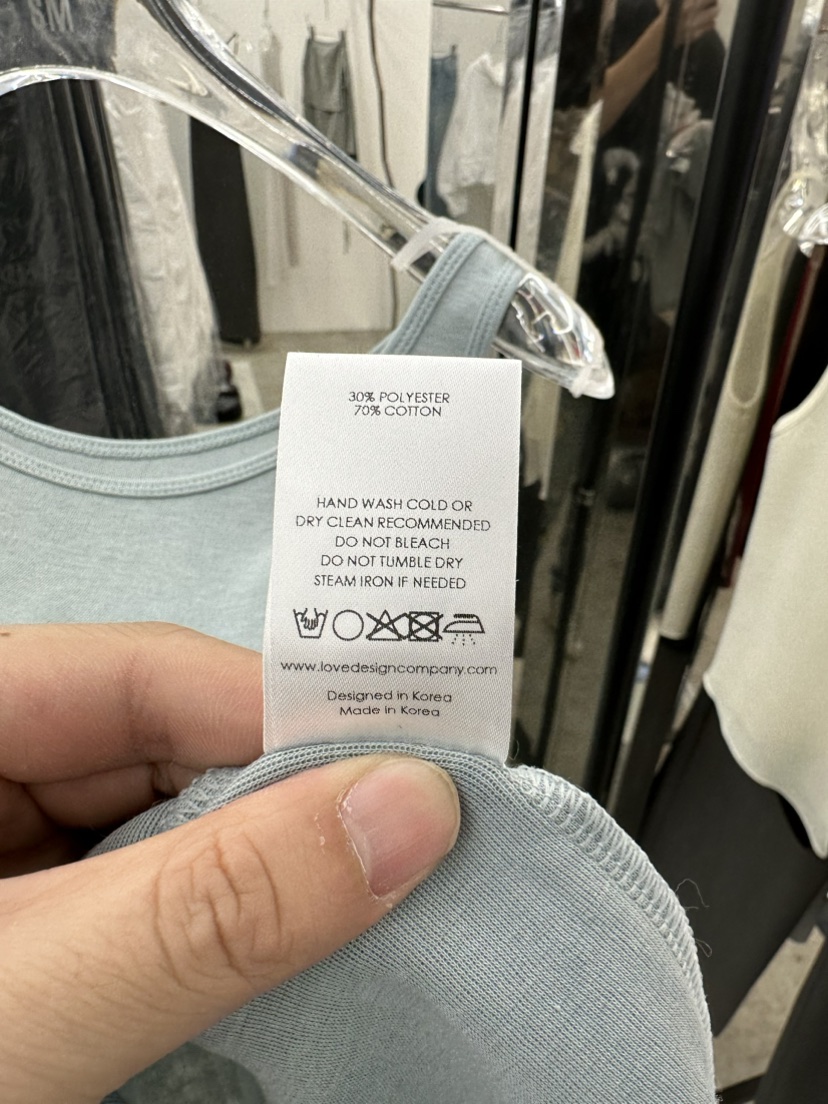 SM
30% POLYESTER
70% COTTON
HAND WASH COLD OR
DRY CLEAN RECOMMENDED
DO NOT BLEACH
DO NOT TUMBLE DRY
STEAM IRON IF NEEDED
www.lovedesigncompany.com
Designed in Korea
Made in Korea